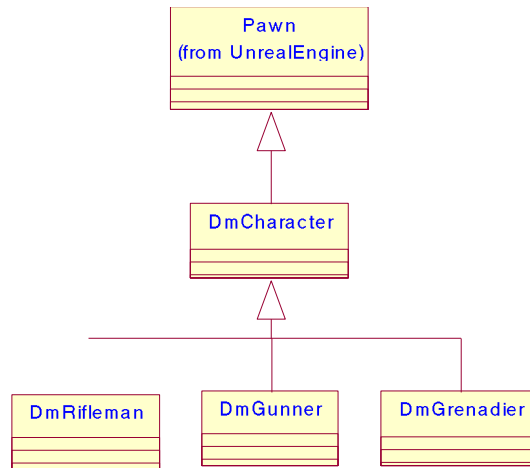 Pawn
(from UnrealEngine)
DmCharacter
DmRifleman
DmGunner
DmGrenadier